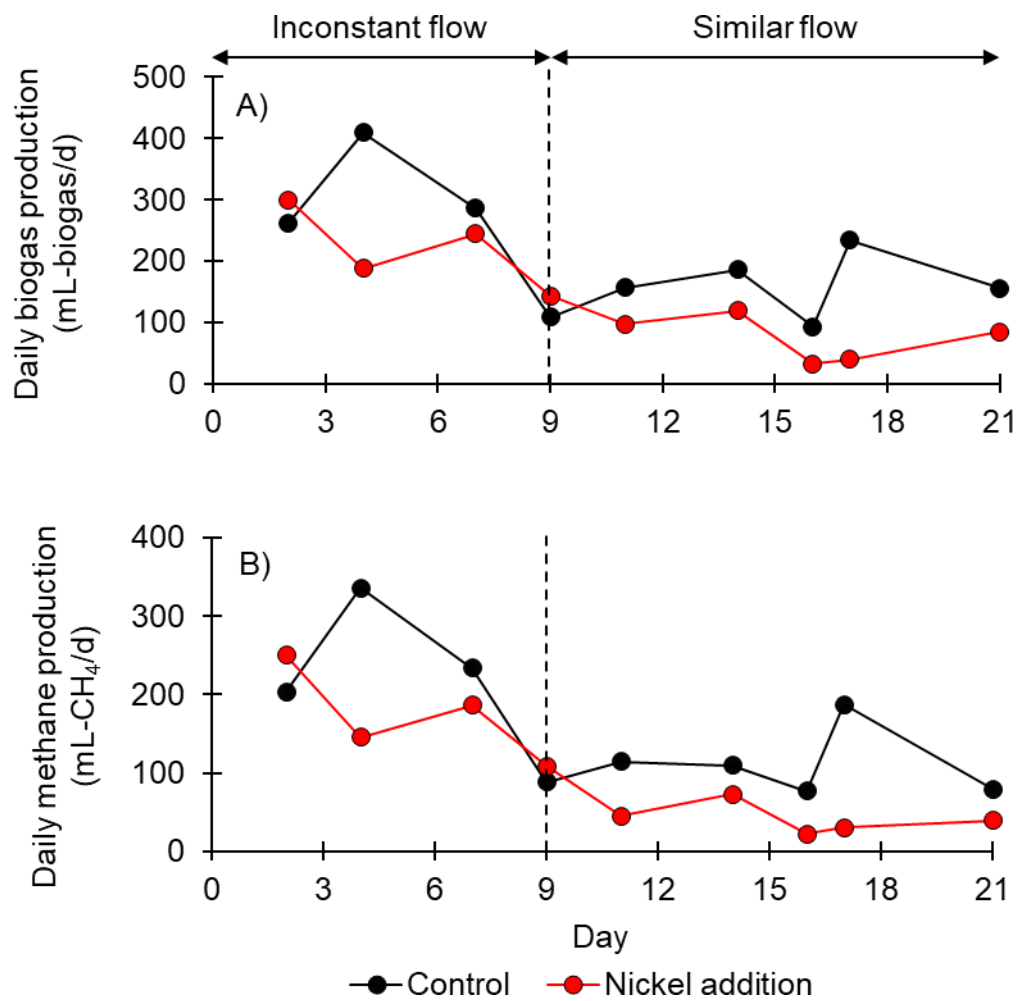 Inconstant flow Similar flow
A)
Daily biogas production
(mL-biogas/d)
500
400
300
200
100
0
0 3 6 9 12 15 18 21
B)
Daily methane production
(mL-CH₄/d)
400
300
200
100
0
0 3 6 9 12 15 18 21
Day
Control Nickel addition